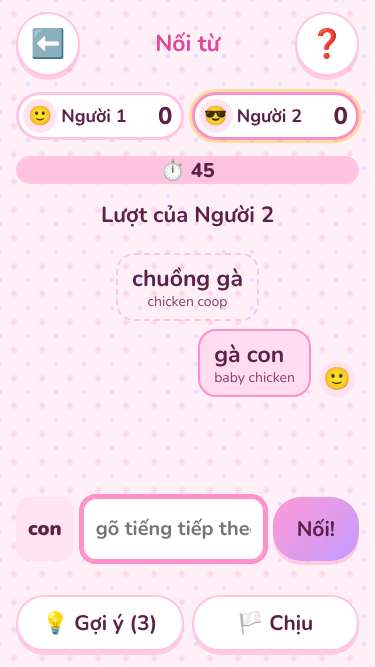 Nối từ
Người 1 0
Người 2 0
45
Lượt của Người 2
chuồng gà
chicken coop
gà con
baby chicken
con
gõ tiếng tiếp the
Nối!
Gợi ý (3)
Chịu